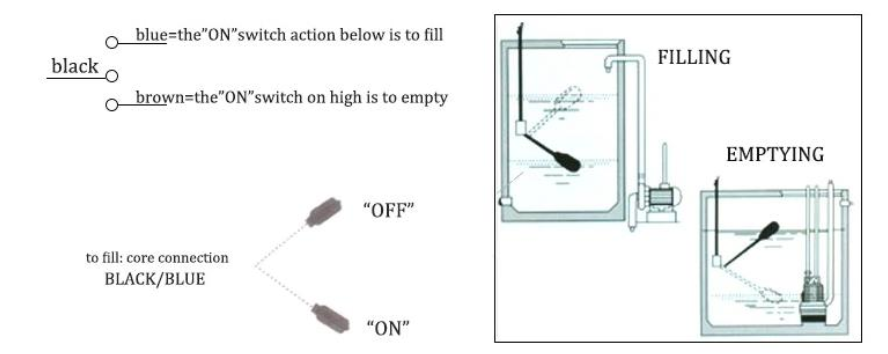 blue=the"ON"switch action below is to fill
black
brown=the"ON"switch on high is to empty
"OFF"
to fill: core connection
BLACK/BLUE
"ON"
FILLING
EMPTYING